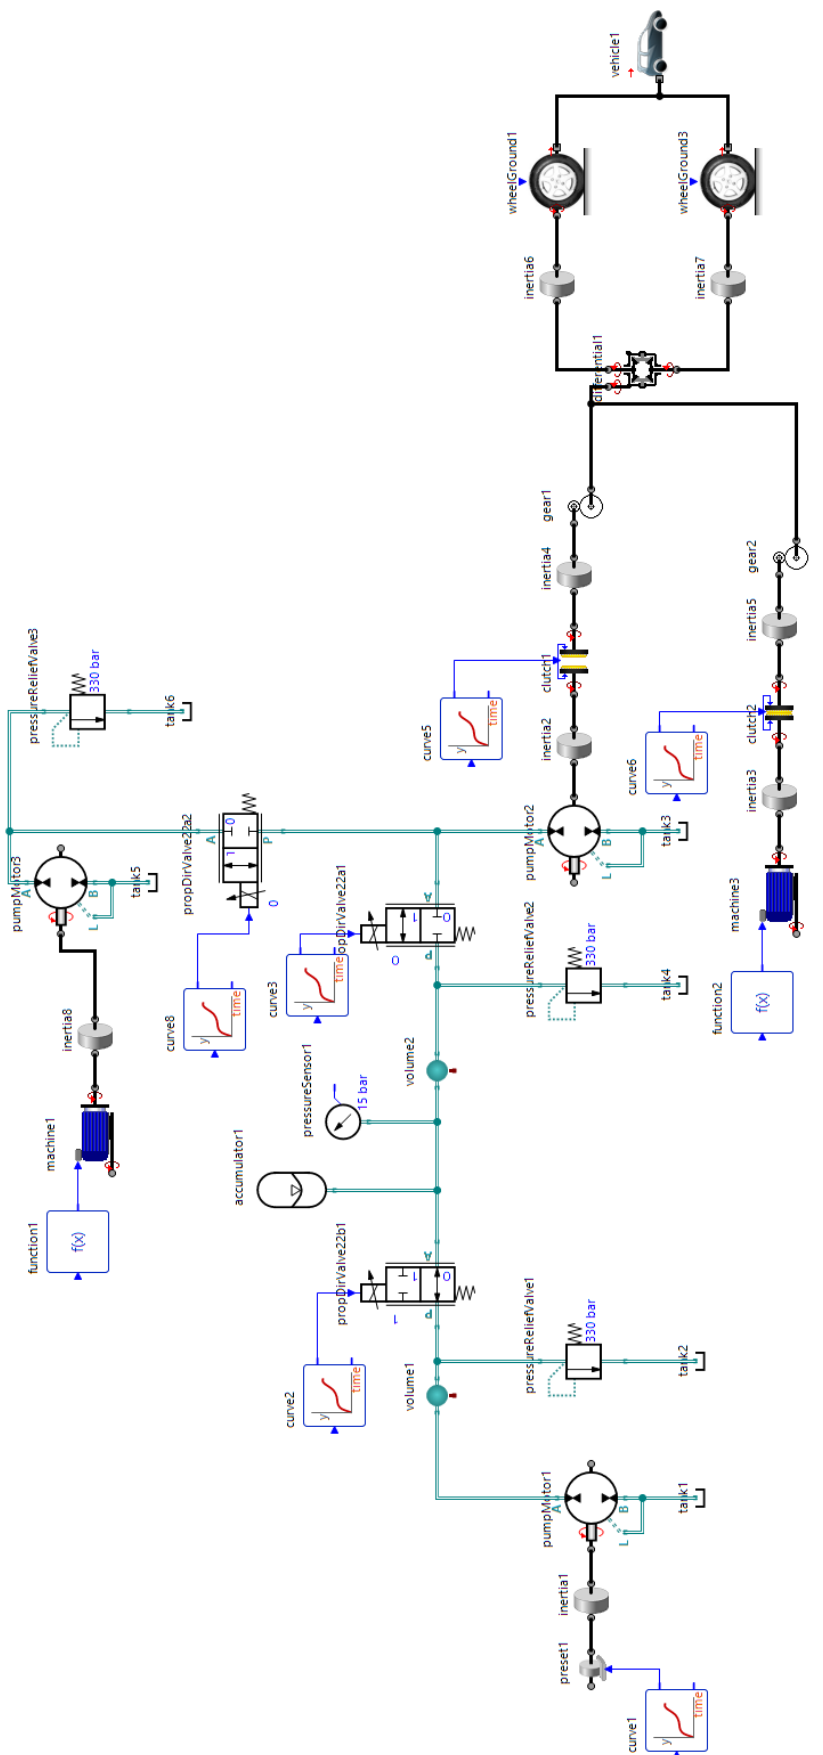 vehicle1
wheelGround1
wheelGround3
inertia6
inertia7
differential1
gear1
gear2
inertia4
inertia5
pressureReliefValve3
330 bar
tank6
clutch1
clutch2
curve5
y
time
inertia2
curve6
y
time
inertia3
propDirValve22a2
A
P
0
1
0
pumpMotor3
A
B
L
tank5
pumpMotor2
A
B
L
tank3
machine3
function2
f(x)
opDirValve22a1
A
P
1
0
0
pressureReliefValve2
330 bar
tank4
curve3
y
time
curve8
y
time
inertia8
machine1
function1
f(x)
volume2
pressureSensor1
15 bar
accumulator1
propDirValve22b1
A
P
1
0
1
curve2
y
time
volume1
pressureReliefValve1
330 bar
tank2
pumpMotor1
A
B
L
tank1
inertia1
preset1
curve1
y
time